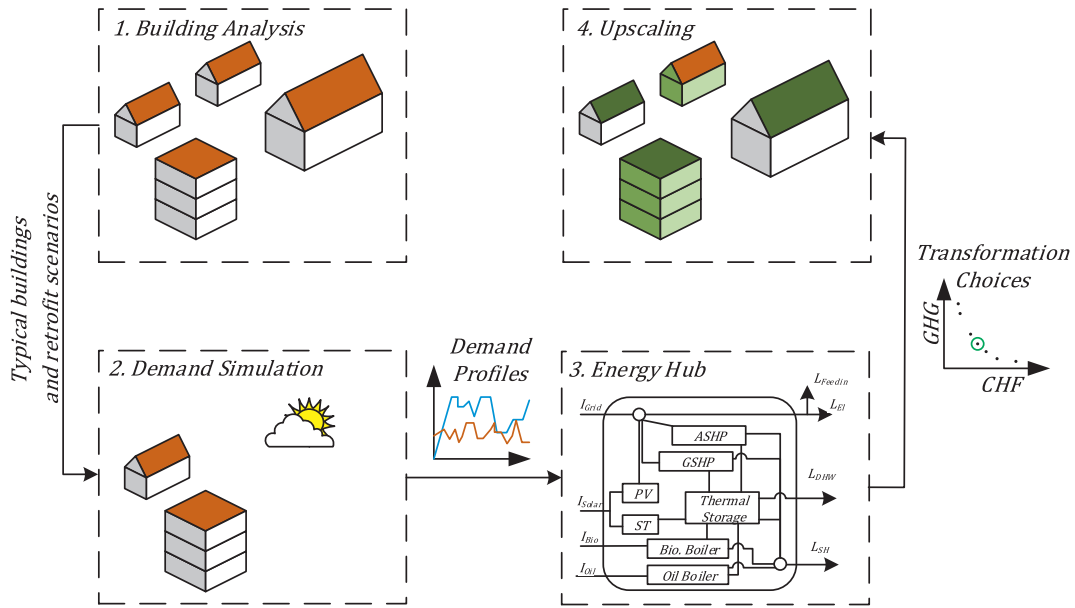 1. Building Analysis
4. Upscaling
Typical buildings
and retrofit scenarios
Transformation
Choices
GHG
CHF
2. Demand Simulation
Demand
Profiles
3. Energy Hub
L_Feedin
I_Grid
L_El
ASHP
GSHP
PV
I_Solar
ST
Thermal
Storage
L_DHW
I_Bio
Bio. Boiler
L_SH
I_Oil
Oil Boiler